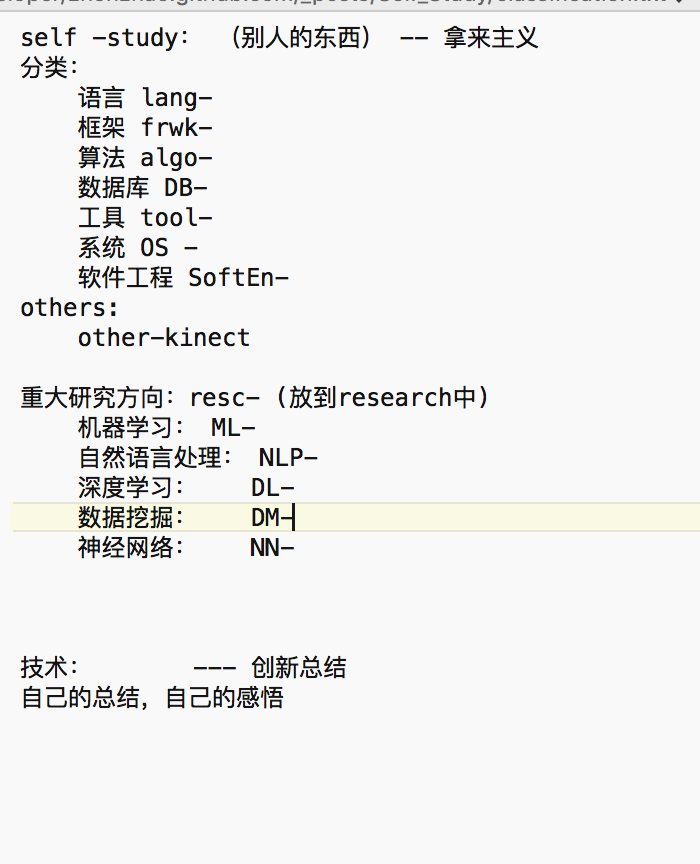 self -study: （别人的东西） -- 拿来主义
分类:
语言 lang-
框架 frwk-
算法 algo-
数据库 DB-
工具 tool-
系统 OS -
软件工程 SoftEn-
others:
other-kinect
重大研究方向: resc- (放到research中)
机器学习: ML-
自然语言处理: NLP-
深度学习: DL-
数据挖掘: DM-
神经网络: NN-
技术: --- 创新总结
自己的总结, 自己的感悟